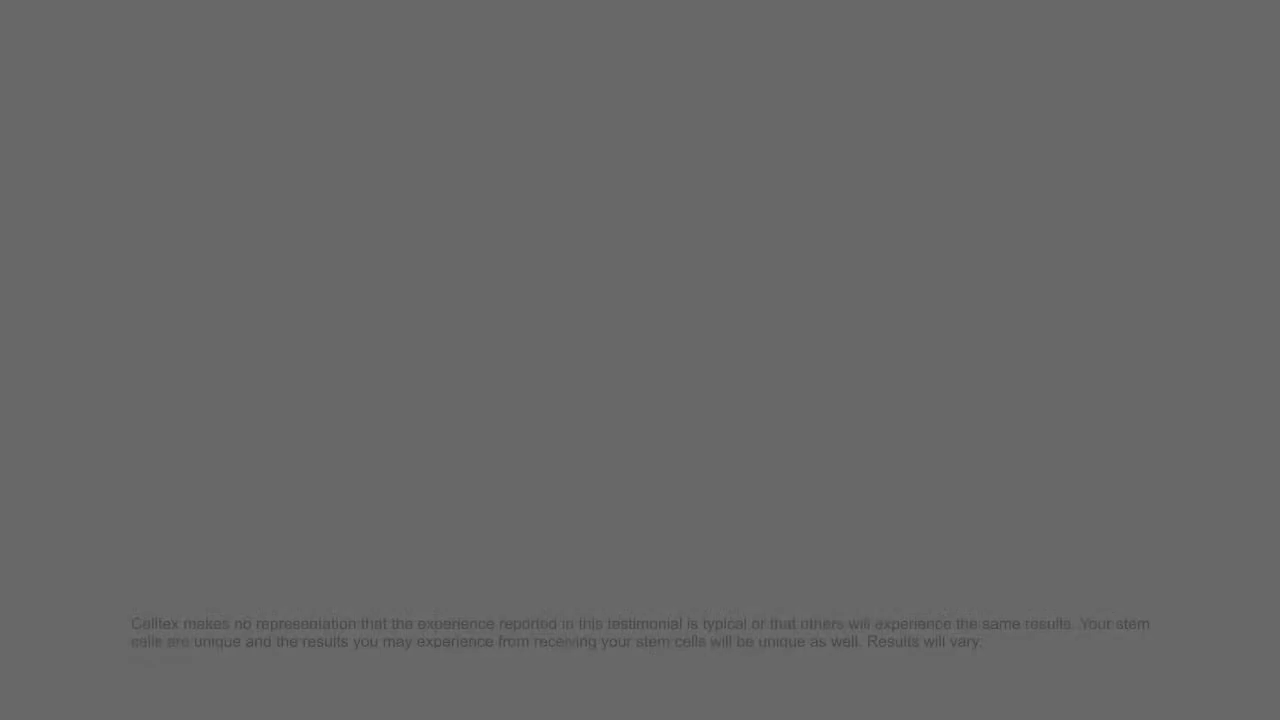 Celltex makes no representation that the experience reported in this testimonial is typical or that others will experience the same results. Your stem
cells are unique and the results you may experience from receiving your stem cells will be unique as well. Results will vary.